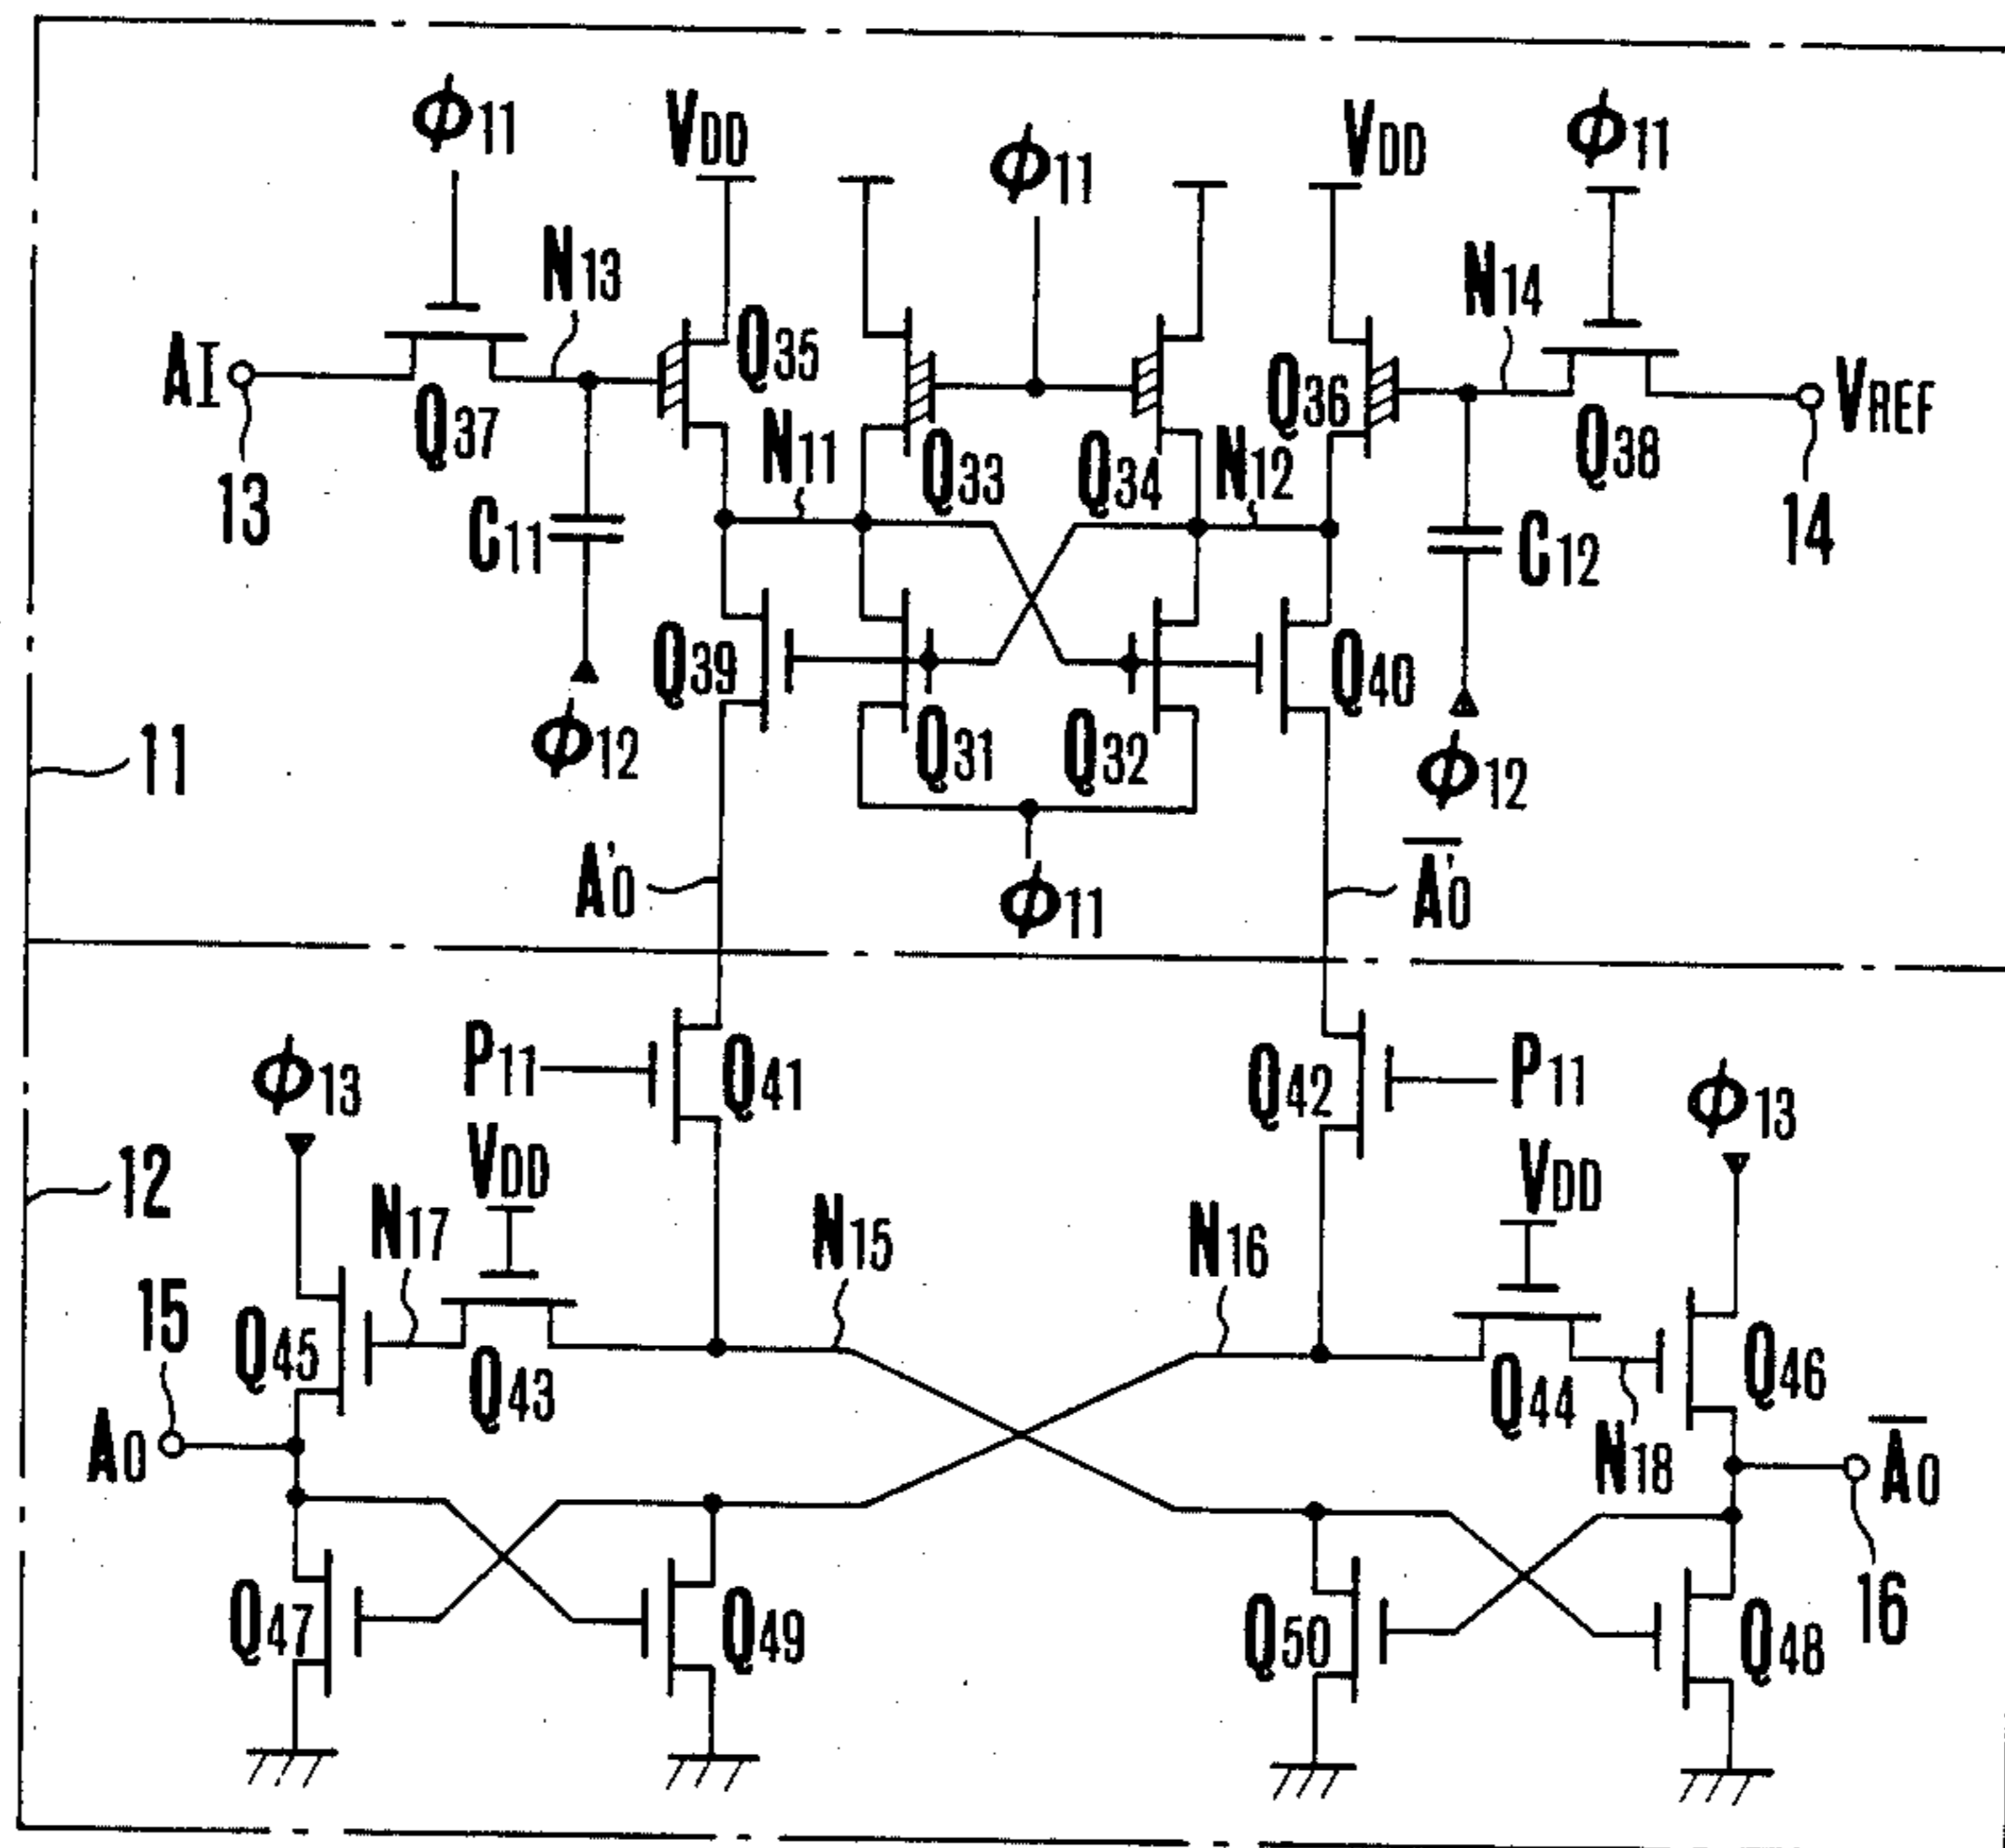 ϕ11 VDD ϕ11 VDD ϕ11
N13 N14
AI Q35 Q36 VREF
Q37 N11 Q33 Q34 N12 Q38
13 C11 C12 14
Q39 Q31 Q32 Q40
11 ϕ12 ϕ12
A'0 ϕ11 A̅'̅0̅
ϕ13 P11 Q41 Q42 P11 ϕ13
12 N17 VDD N15 N16 VDD
15 Q45 Q43 Q44 Q46
A0 N18 A̅0̅
Q47 Q49 Q50 Q48 16